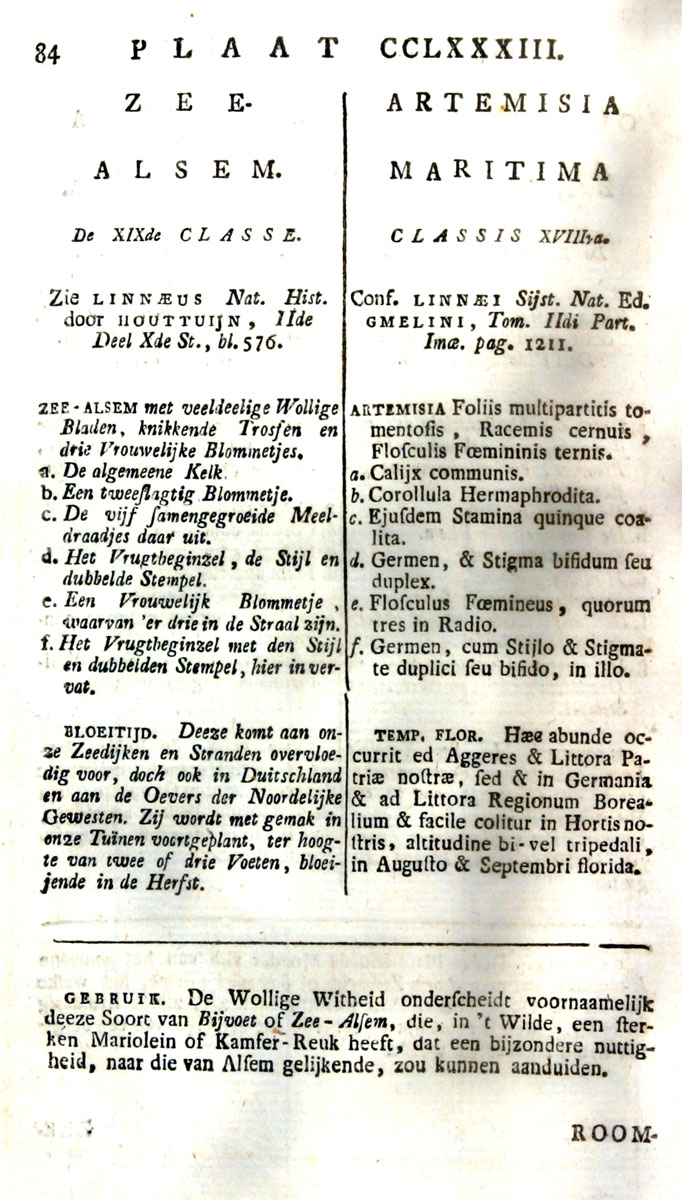 84 PLAAT CCLXXXIII.
ZEE-
ALSEM.
De XIXde CLASSE.
Zie LINNÆUS Nat. Hist.
door HOUTTUIJN, IIde
Deel Xde St., bl. 576.
ZEE-ALSEM met veeldeelige Wollige
Bladen, knikkende Trosfen en
drie Vrouwelijke Blommetjes.
a. De algemeene Kelk.
b. Een tweeſlagtig Blommetje.
c. De vijf ſamengegroeide Meel-
draadjes daar uit.
d. Het Vrugtbeginzel, de Stijl en
dubbelde Stempel.
e. Een Vrouwelijk Blommetje,
waarvan 'er drie in de Straal zijn.
f. Het Vrugtbeginzel met den Stijl
en dubbelden Stempel, hier in ver-
vat.
BLOEITIJD. Deeze komt aan on-
ze Zeedijken en Stranden overvloe-
dig voor, doch ook in Duitschland
en aan de Oevers der Noordelijke
Gewesten. Zij wordt met gemak in
onze Tuinen voortgeplant, ter hoog-
te van twee of drie Voeten, bloei-
jende in de Herfst.
ARTEMISIA
MARITIMA
CLASSIS XVIIIva.
Conf. LINNÆI Sijst. Nat. Ed.
GMELINI, Tom. IIdi Part.
Imæ. pag. 1211.
ARTEMISIA Foliis multipartitis to-
mentoſis, Racemis cernuis,
Floſculis Fœmininis ternis.
a. Calijx communis.
b. Corollula Hermaphrodita.
c. Ejuſdem Stamina quinque coa-
lita.
d. Germen, & Stigma bifidum ſeu
duplex.
e. Floſculus Fœmineus, quorum
tres in Radio.
f. Germen, cum Stijlo & Stigma-
te duplici ſeu bifido, in illo.
TEMP. FLOR. Hæc abunde oc-
currit ed Aggeres & Littora Pa-
triæ noſtræ, ſed & in Germania
& ad Littora Regionum Borea-
lium & facile colitur in Hortis no-
ſtris, altitudine bi-vel tripedali,
in Auguſto & Septembri florida.
GEBRUIK. De Wollige Witheid onderſcheidt voornaamelijk
deeze Soort van Bijvoet of Zee-Alſem, die, in 't Wilde, een ſter-
ken Mariolein of Kamfer-Reuk heeft, dat een bijzondere nuttig-
heid, naar die van Alſem gelijkende, zou kunnen aanduiden.
ROOM-